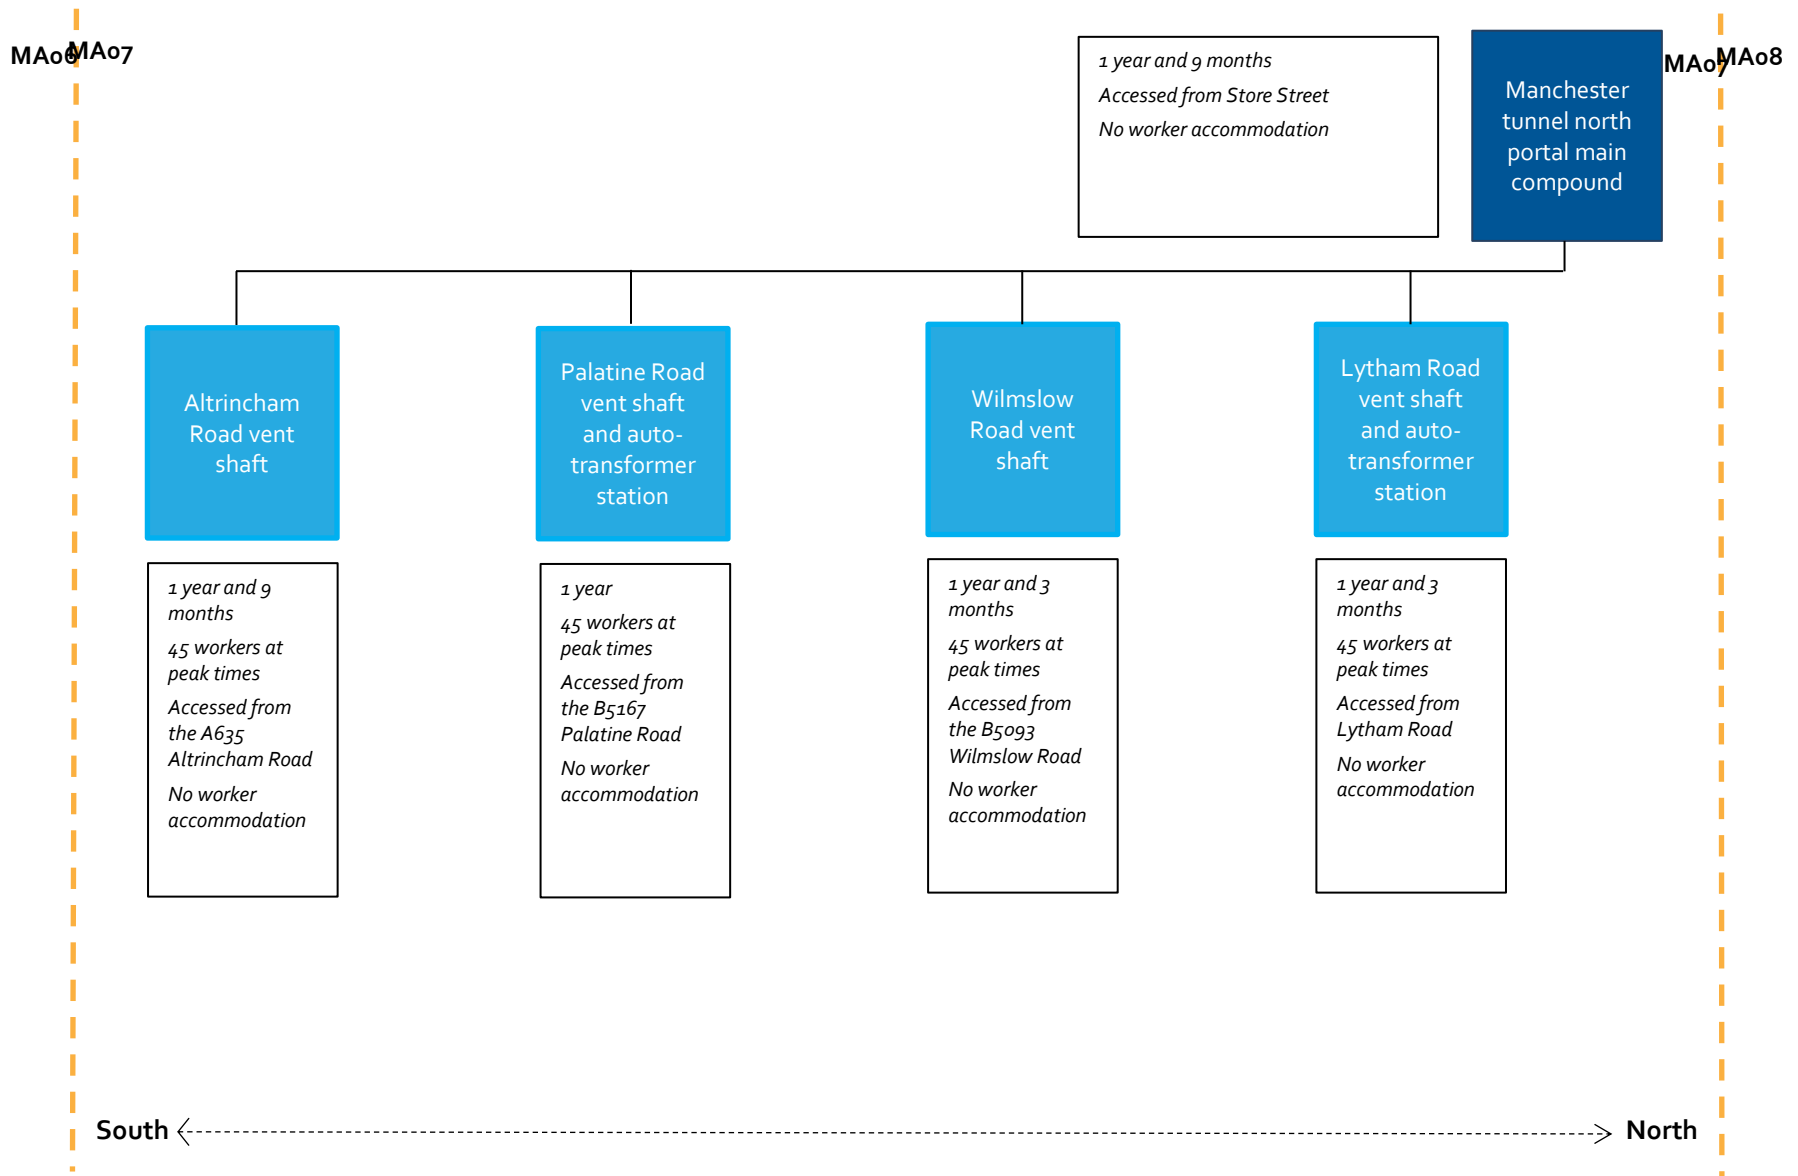 MA06
MA07
1 year and 9 months
Accessed from Store Street
No worker accommodation
Manchester
tunnel north
portal main
compound
MA07
MA08
Altrincham
Road vent
shaft
Palatine Road
vent shaft
and auto-
transformer
station
Wilmslow
Road vent
shaft
Lytham Road
vent shaft
and auto-
transformer
station
1 year and 9
months
45 workers at
peak times
Accessed from
the A635
Altrincham Road
No worker
accommodation
1 year
45 workers at
peak times
Accessed from
the B5167
Palatine Road
No worker
accommodation
1 year and 3
months
45 workers at
peak times
Accessed from
the B5093
Wilmslow Road
No worker
accommodation
1 year and 3
months
45 workers at
peak times
Accessed from
Lytham Road
No worker
accommodation
South
North